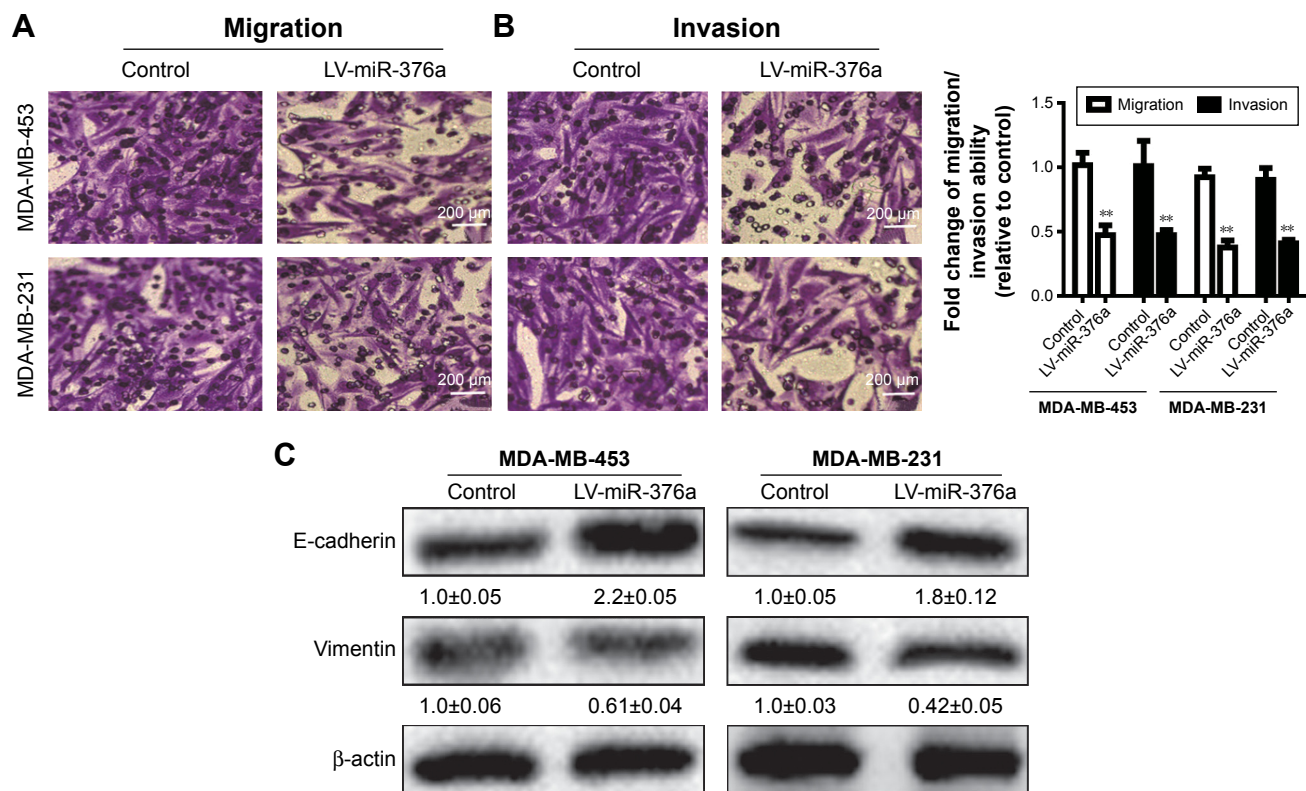 A
Migration
Control
LV-miR-376a
B
Invasion
Control
LV-miR-376a
MDA-MB-453
MDA-MB-231
200 µm
200 µm
200 µm
200 µm
Fold change of migration/
invasion ability
(relative to control)
Migration
Invasion
1.5
1.0
0.5
0.0
**
**
**
**
Control
LV-miR-376a
Control
LV-miR-376a
Control
LV-miR-376a
Control
LV-miR-376a
MDA-MB-453
MDA-MB-231
C
MDA-MB-453
MDA-MB-231
Control
LV-miR-376a
Control
LV-miR-376a
E-cadherin
1.0±0.05
2.2±0.05
1.0±0.05
1.8±0.12
Vimentin
1.0±0.06
0.61±0.04
1.0±0.03
0.42±0.05
β-actin